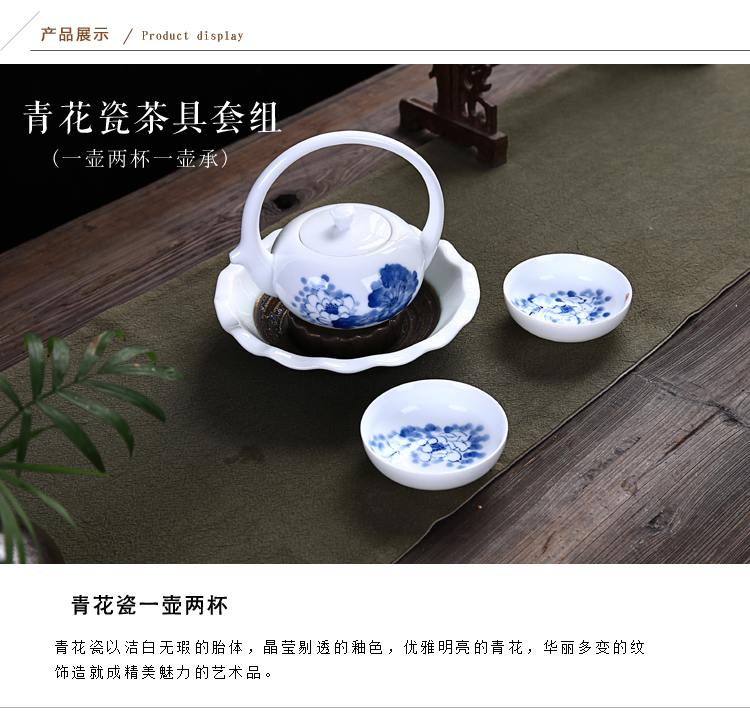 产品展示 / Product display
青花瓷茶具套组
(一壶两杯一壶承)
青花瓷一壶两杯
青花瓷以洁白无瑕的胎体，晶莹剔透的釉色，优雅明亮的青花，华丽多变的纹
饰造就成精美魅力的艺术品。